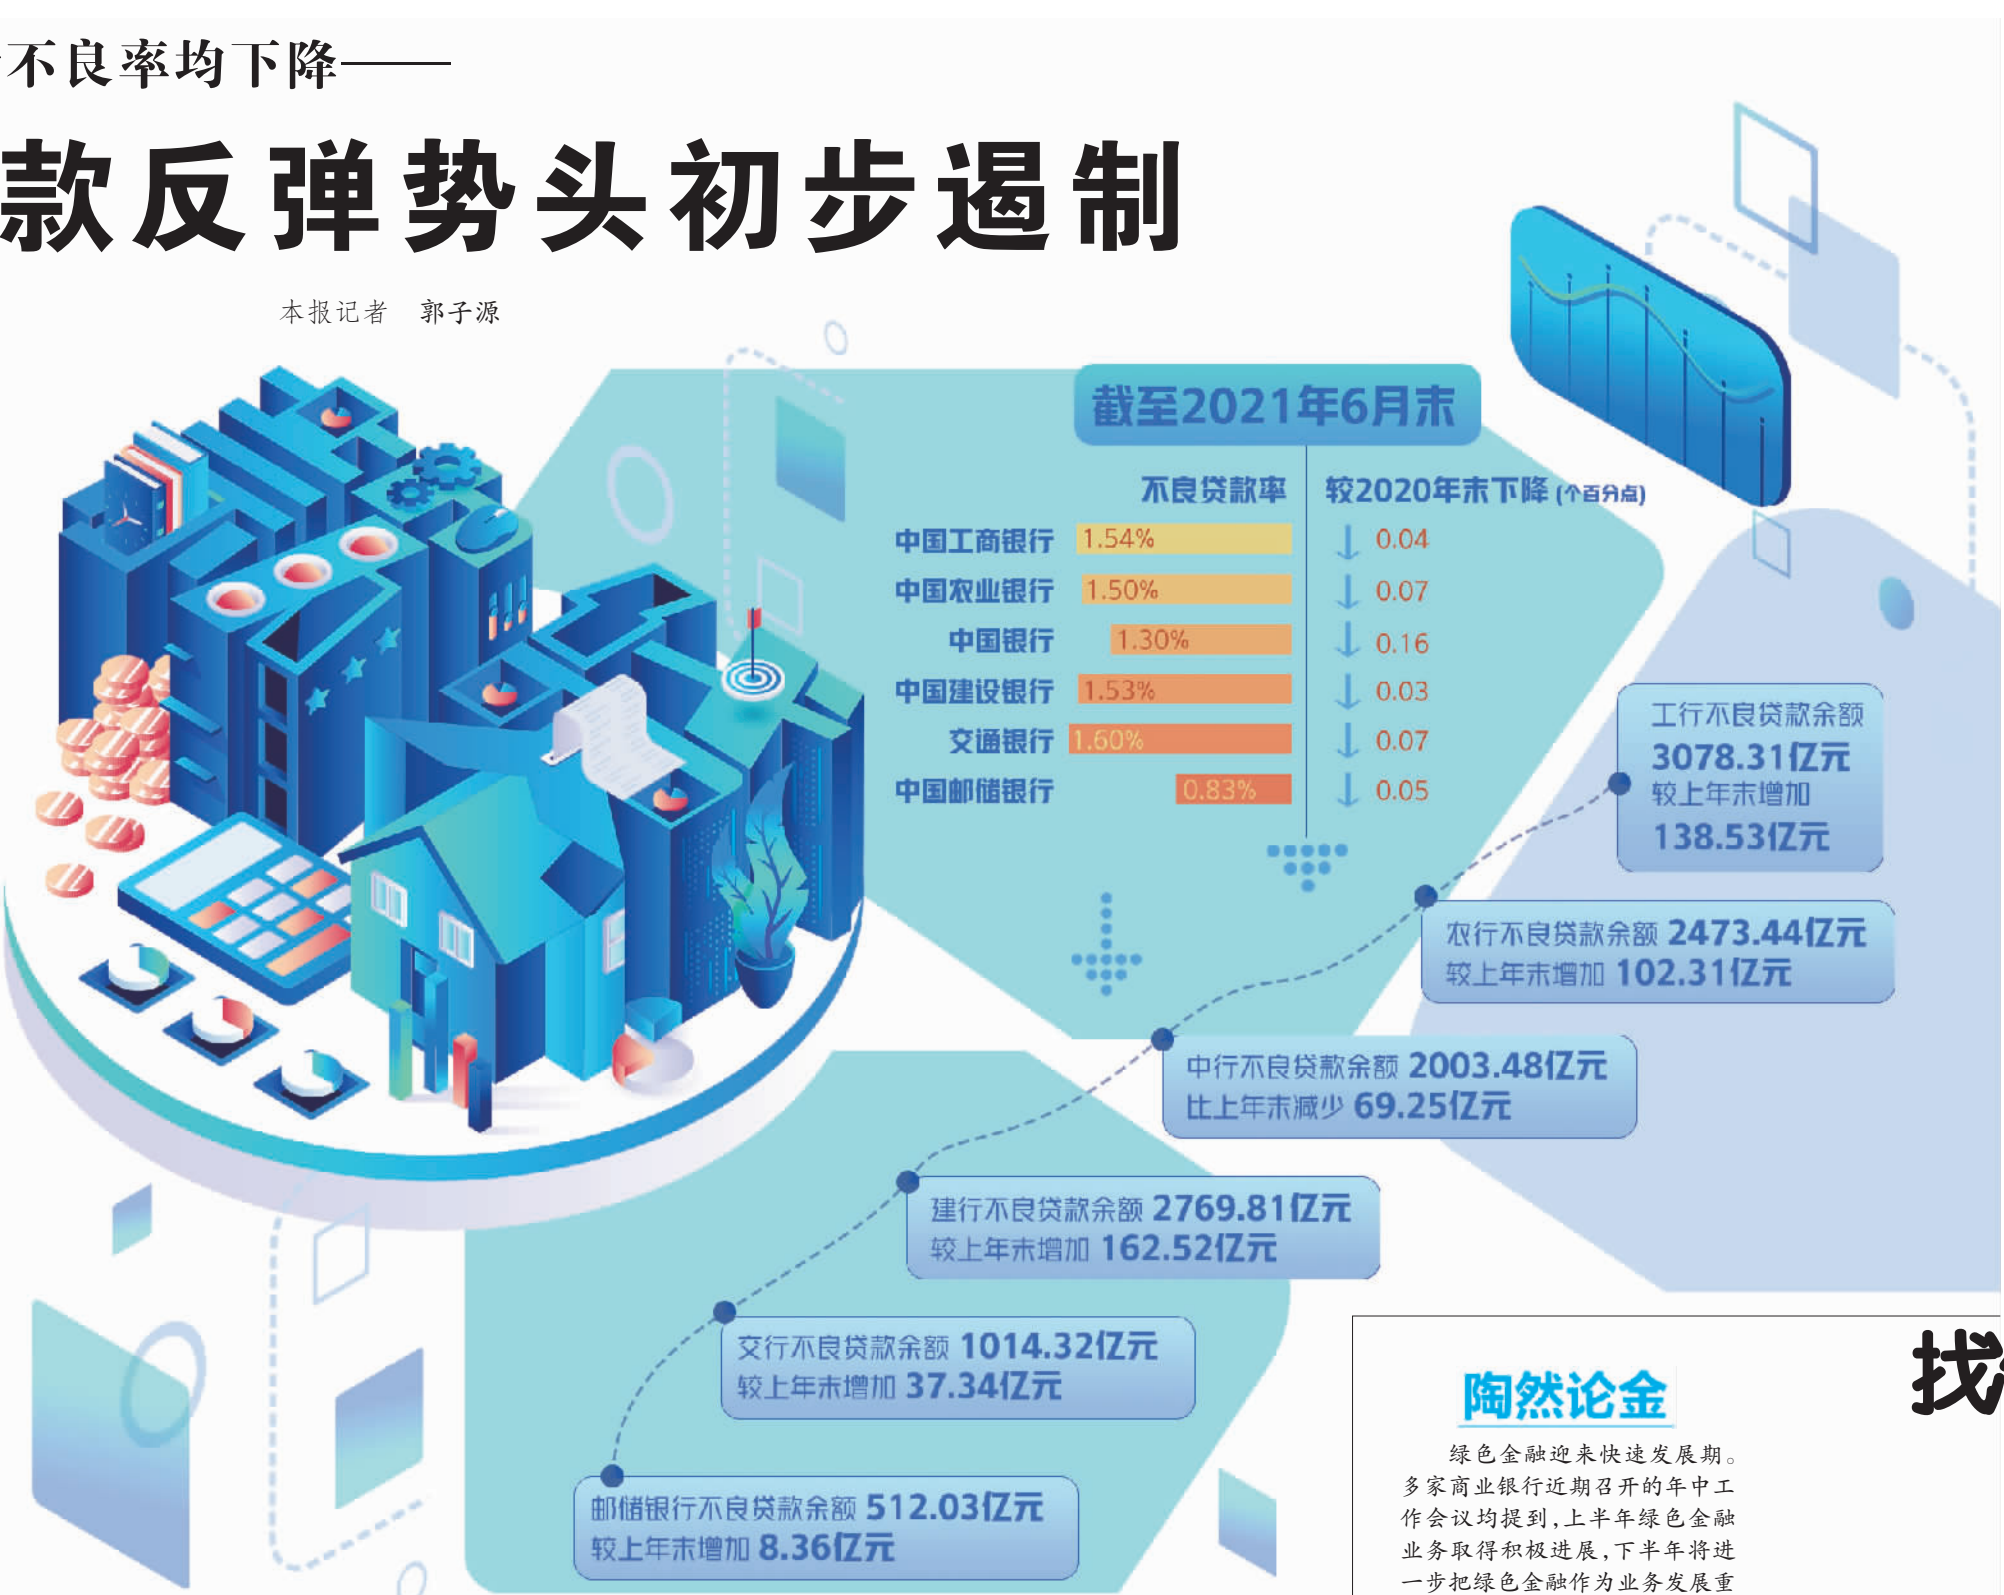 不良率均下降——
款反弹势头初步遏制
本报记者 郭子源
截至2021年6月末
不良贷款率 较2020年末下降(个百分点)
中国工商银行 1.54% ↓ 0.04
中国农业银行 1.50% ↓ 0.07
中国银行 1.30% ↓ 0.16
中国建设银行 1.53% ↓ 0.03
交通银行 1.60% ↓ 0.07
中国邮储银行 0.83% ↓ 0.05
工行不良贷款余额
3078.31亿元
较上年末增加
138.53亿元
农行不良贷款余额 2473.44亿元
较上年末增加 102.31亿元
中行不良贷款余额 2003.48亿元
比上年末减少 69.25亿元
建行不良贷款余额 2769.81亿元
较上年末增加 162.52亿元
交行不良贷款余额 1014.32亿元
较上年末增加 37.34亿元
邮储银行不良贷款余额 512.03亿元
较上年末增加 8.36亿元
找
陶然论金
绿色金融迎来快速发展期。
多家商业银行近期召开的年中工
作会议均提到,上半年绿色金融
业务取得积极进展,下半年将进
一步把绿色金融作为业务发展重